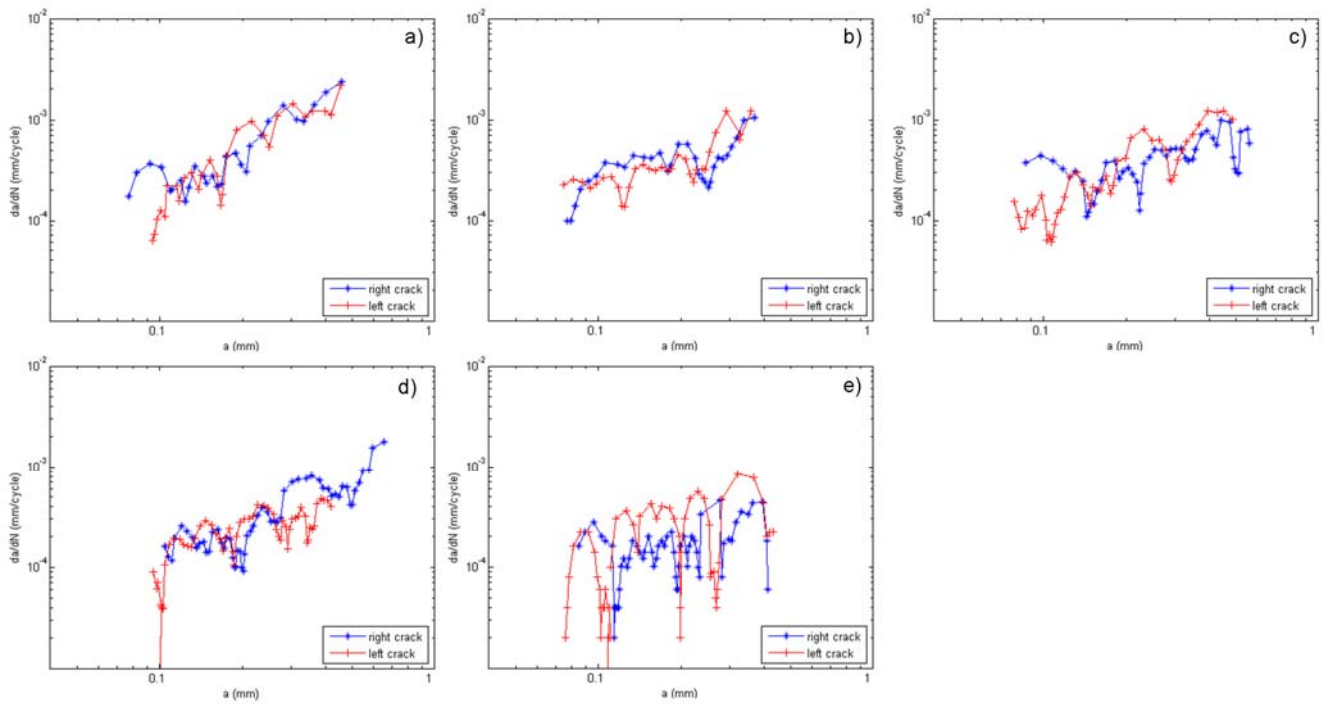 a)
10^-2
10^-3
10^-4
da/dN (mm/cycle)
right crack
left crack
0.1
1
a (mm)
b)
10^-2
10^-3
10^-4
da/dN (mm/cycle)
right crack
left crack
0.1
1
a (mm)
c)
10^-2
10^-3
10^-4
da/dN (mm/cycle)
right crack
left crack
0.1
1
a (mm)
d)
10^-2
10^-3
10^-4
da/dN (mm/cycle)
right crack
left crack
0.1
1
a (mm)
e)
10^-2
10^-3
10^-4
da/dN (mm/cycle)
right crack
left crack
0.1
1
a (mm)